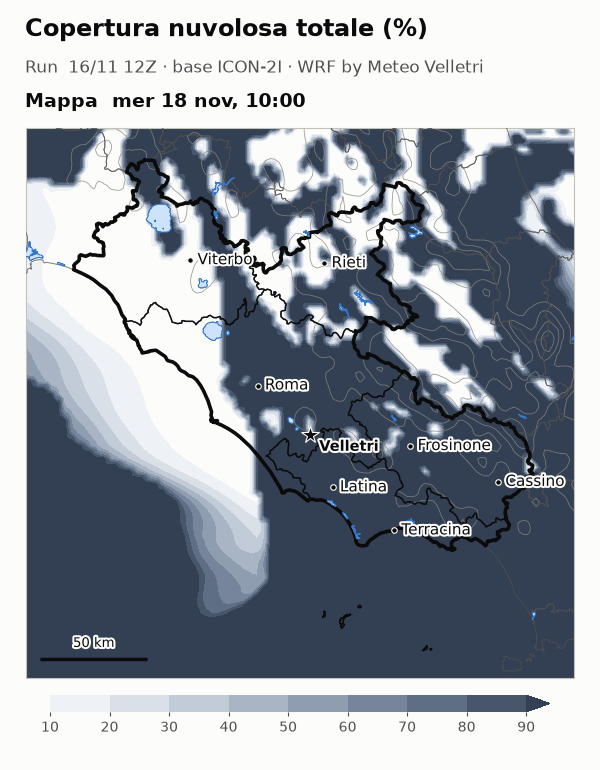 Copertura nuvolosa totale (%)
Run  16/11 12Z · base ICON-2I · WRF by Meteo Velletri
Mappa  mer 18 nov, 10:00
Viterbo
Rieti
Roma
Velletri
Frosinone
Cassino
Latina
Terracina
50 km
10 20 30 40 50 60 70 80 90